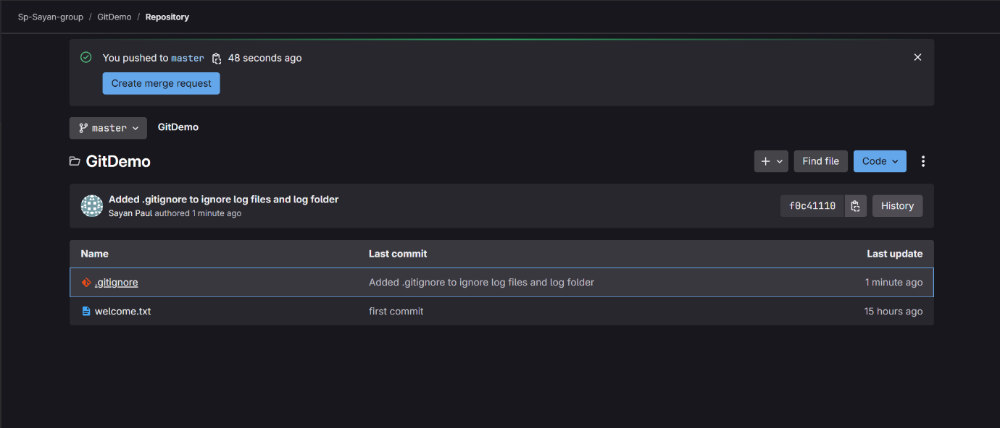 Sp-Sayan-group / GitDemo / Repository
You pushed to master 48 seconds ago
Create merge request
master GitDemo
GitDemo Find file Code
Added .gitignore to ignore log files and log folder
Sayan Paul authored 1 minute ago f0c41110 History
Name Last commit Last update
.gitignore Added .gitignore to ignore log files and log folder 1 minute ago
welcome.txt first commit 15 hours ago